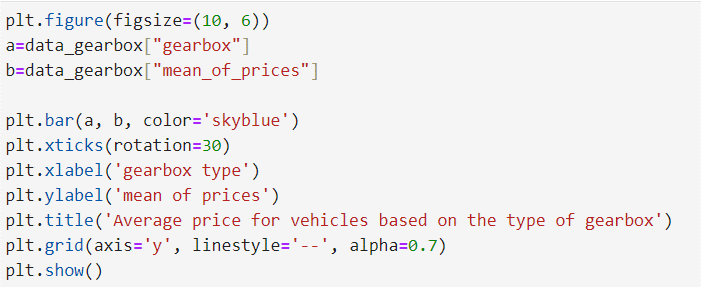 plt.figure(figsize=(10, 6))
a=data_gearbox["gearbox"]
b=data_gearbox["mean_of_prices"]
plt.bar(a, b, color='skyblue')
plt.xticks(rotation=30)
plt.xlabel('gearbox type')
plt.ylabel('mean of prices')
plt.title('Average price for vehicles based on the type of gearbox')
plt.grid(axis='y', linestyle='--', alpha=0.7)
plt.show()